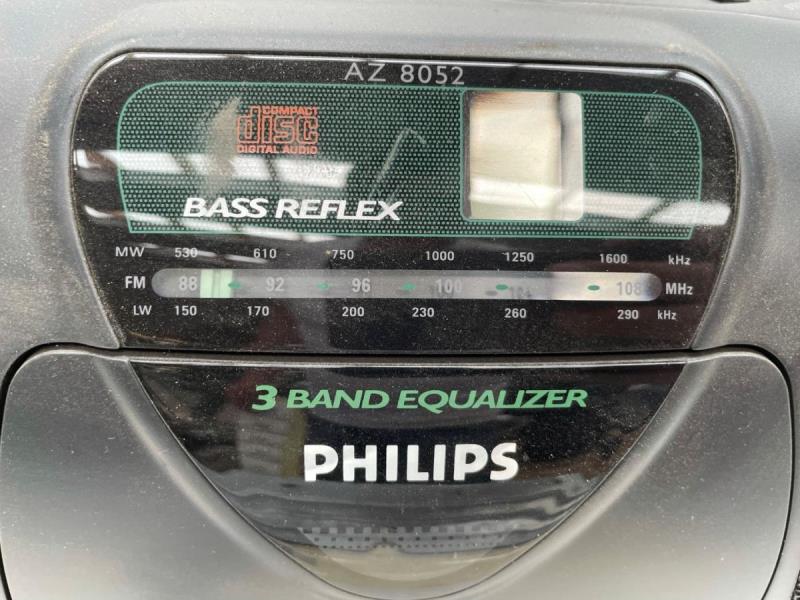 AZ 8052
COMPACT
disc
DIGITAL AUDIO
BASS REFLEX
MW 530 610 750 1000 1250 1600 kHz
FM 88 92 96 100 104 108 MHz
LW 150 170 200 230 260 290 kHz
3 BAND EQUALIZER
PHILIPS